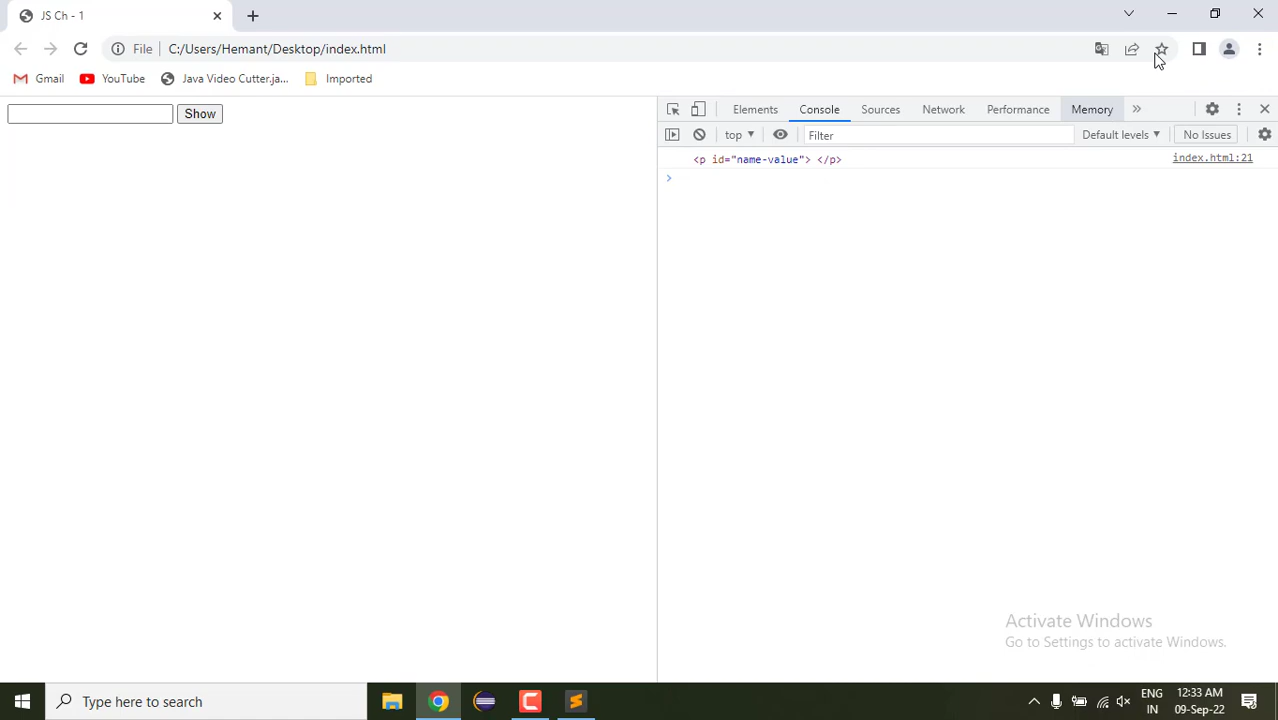 JS Ch - 1
File C:/Users/Hemant/Desktop/index.html
Gmail YouTube Java Video Cutter.ja... Imported
Show
Elements Console Sources Network Performance Memory »
top Filter Default levels No Issues
<p id="name-value"> </p> index.html:21
>
Activate Windows
Go to Settings to activate Windows.
Type here to search
ENG
IN
12:33 AM
09-Sep-22